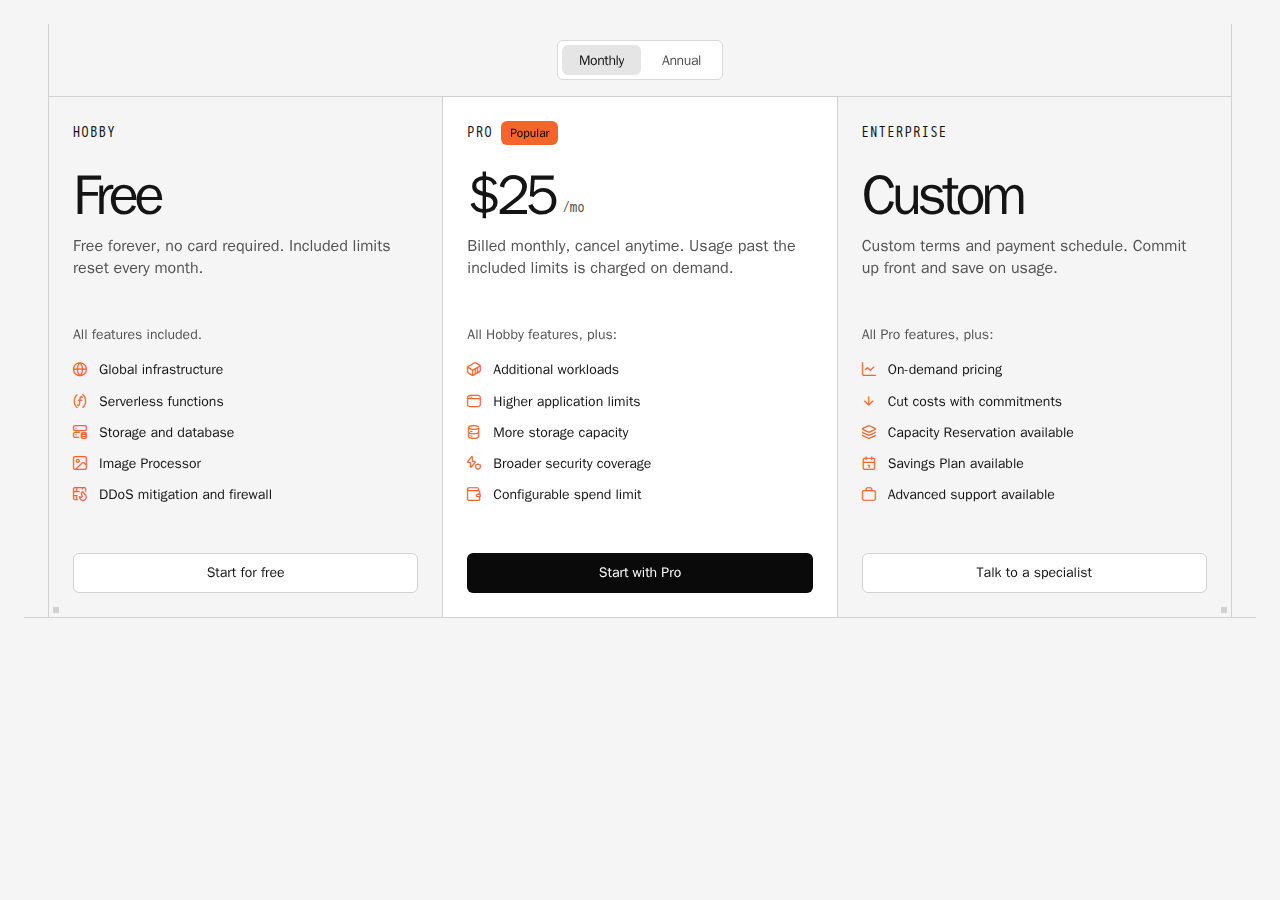 Monthly Annual
HOBBY
Free
Free forever, no card required. Included limits
reset every month.
All features included.
Global infrastructure
Serverless functions
Storage and database
Image Processor
DDoS mitigation and firewall
Start for free
PRO Popular
$25 /mo
Billed monthly, cancel anytime. Usage past the
included limits is charged on demand.
All Hobby features, plus:
Additional workloads
Higher application limits
More storage capacity
Broader security coverage
Configurable spend limit
Start with Pro
ENTERPRISE
Custom
Custom terms and payment schedule. Commit
up front and save on usage.
All Pro features, plus:
On-demand pricing
Cut costs with commitments
Capacity Reservation available
Savings Plan available
Advanced support available
Talk to a specialist